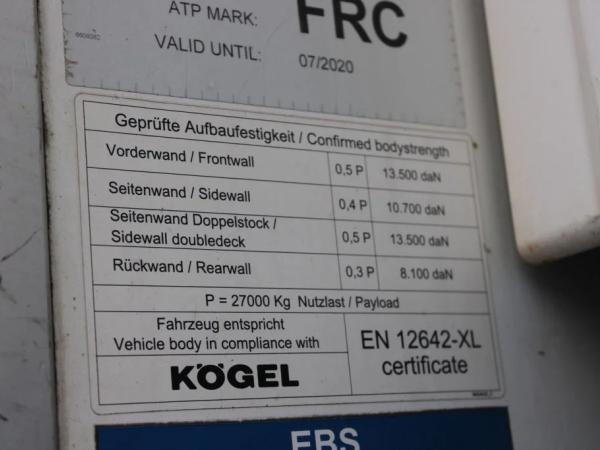 ATP MARK: FRC
VALID UNTIL: 07/2020
Geprüfte Aufbaufestigkeit / Confirmed bodystrength
Vorderwand / Frontwall 0,5 P 13.500 daN
Seitenwand / Sidewall 0,4 P 10.700 daN
Seitenwand Doppelstock /
Sidewall doubledeck 0,5 P 13.500 daN
Rückwand / Rearwall 0,3 P 8.100 daN
P = 27000 Kg Nutzlast / Payload
Fahrzeug entspricht
Vehicle body in compliance with
KÖGEL
EN 12642-XL
certificate
EBS